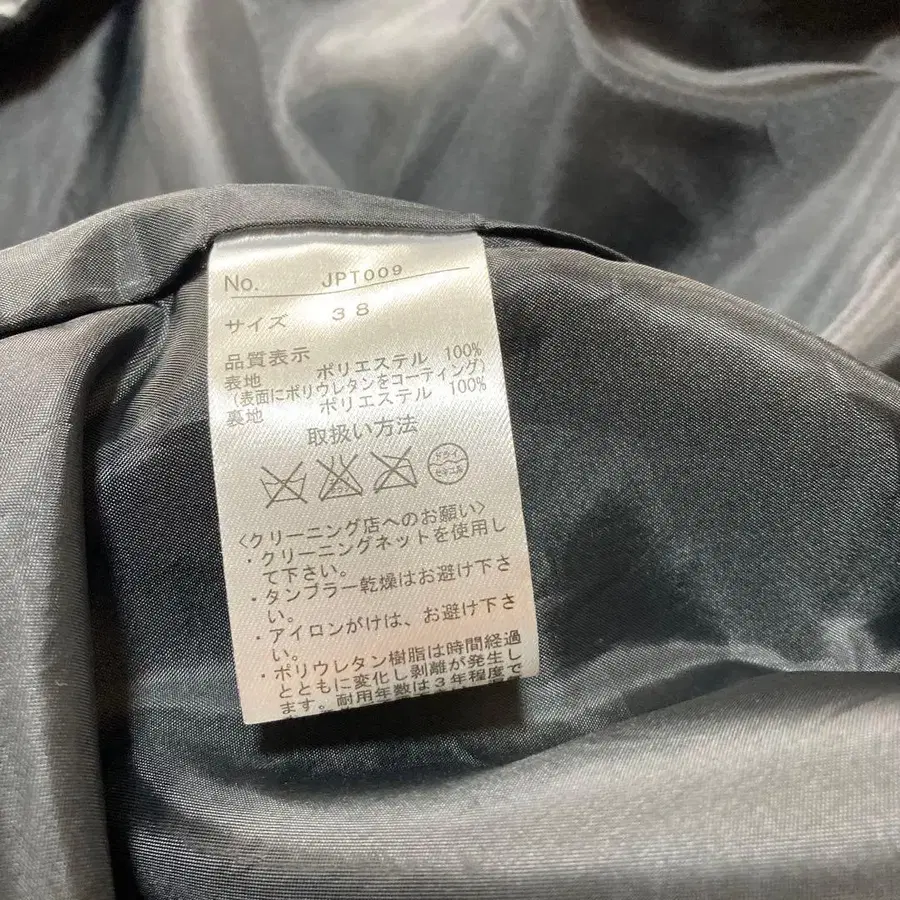 No. JPT009
サイズ 38
品質表示
表地 ポリエステル 100%
(表面にポリウレタンをコーティング)
裏地 ポリエステル 100%
取扱い方法
ドライ
セキユ系
〈クリーニング店へのお願い〉
・クリーニングネットを使用し
て下さい。
・タンブラー乾燥はお避け下さ
い。
・アイロンがけは、お避け下さ
い。
・ポリウレタン樹脂は時間経過
とともに変化し剥離が発生し
ます。耐用年数は3年程度で